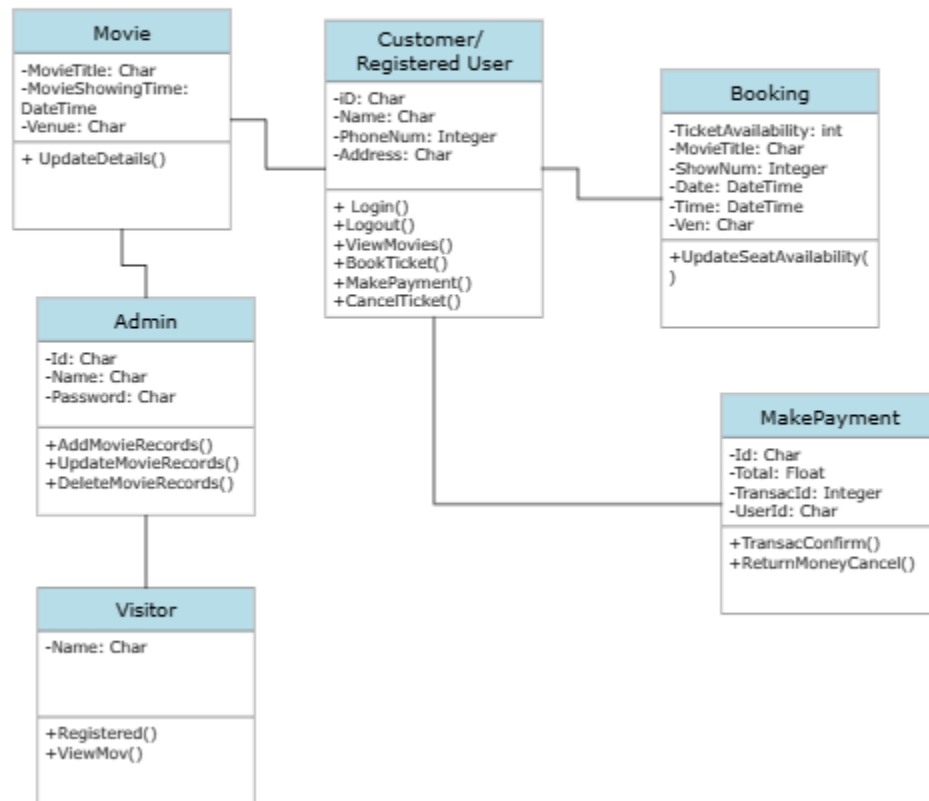 Movie
-MovieTitle: Char
-MovieShowingTime:
DateTime
-Venue: Char
+ UpdateDetails()
Customer/
Registered User
-iD: Char
-Name: Char
-PhoneNum: Integer
-Address: Char
+ Login()
+Logout()
+ViewMovies()
+BookTicket()
+MakePayment()
+CancelTicket()
Booking
-TicketAvailability: int
-MovieTitle: Char
-ShowNum: Integer
-Date: DateTime
-Time: DateTime
-Ven: Char
+UpdateSeatAvailability(
)
Admin
-Id: Char
-Name: Char
-Password: Char
+AddMovieRecords()
+UpdateMovieRecords()
+DeleteMovieRecords()
MakePayment
-Id: Char
-Total: Float
-TransacId: Integer
-UserId: Char
+TransacConfirm()
+ReturnMoneyCancel()
Visitor
-Name: Char
+Registered()
+ViewMov()